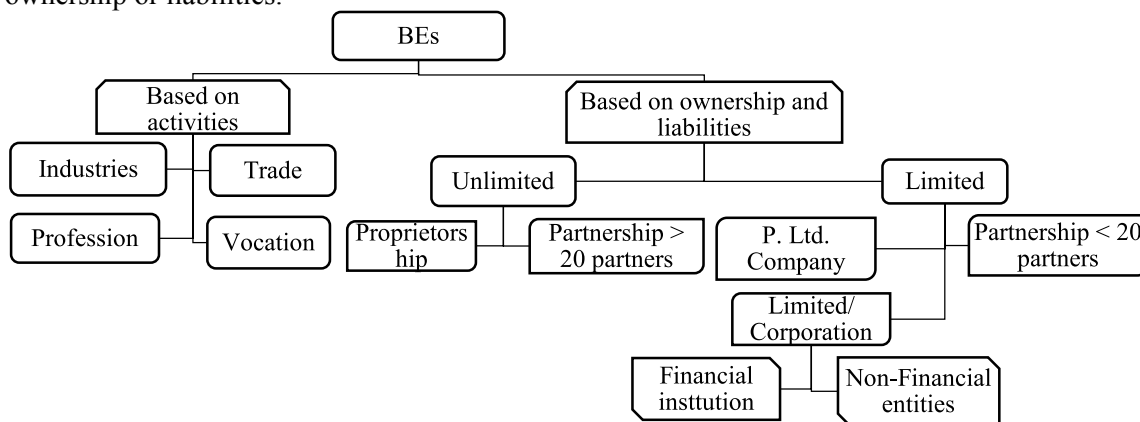 ownership or liabilities.
BEs
Based on
activities
Based on ownership and
liabilities
Industries
Trade
Unlimited
Limited
Profession
Vocation
Proprietors
hip
Partnership >
20 partners
P. Ltd.
Company
Partnership < 20
partners
Limited/
Corporation
Financial
insttution
Non-Financial
entities